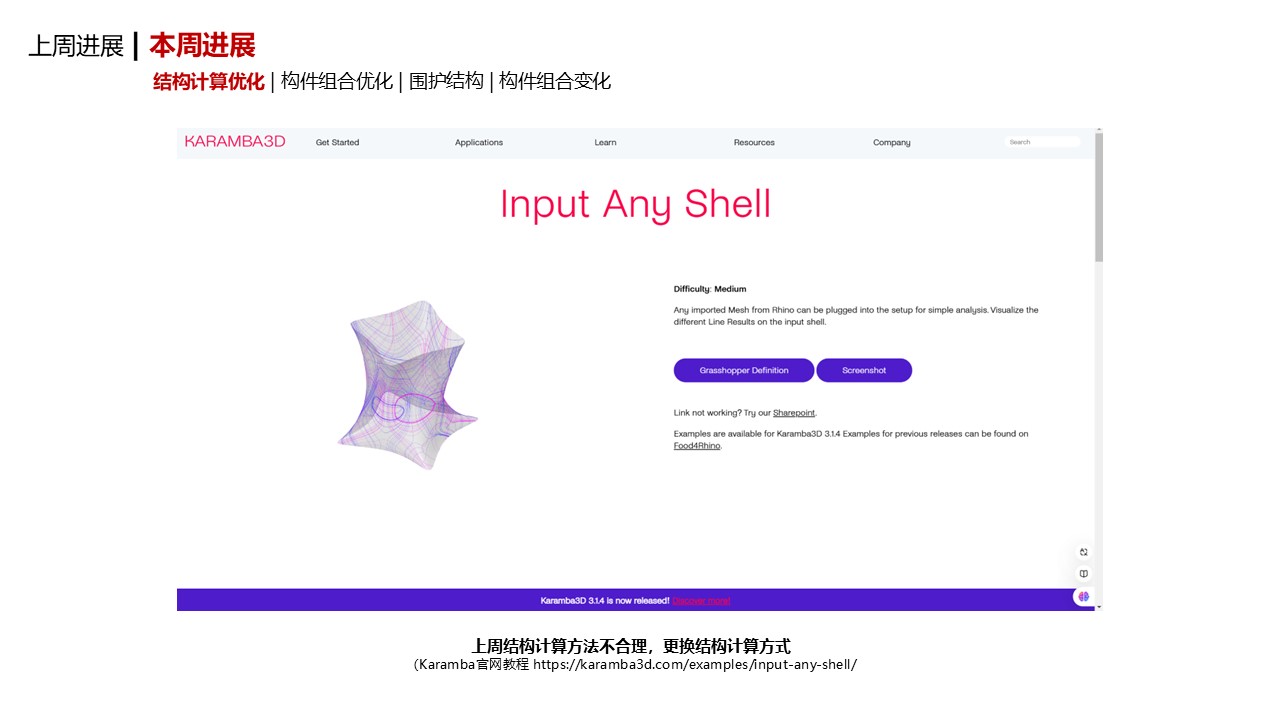 上周进展 | 本周进展
结构计算优化 | 构件组合优化 | 围护结构 | 构件组合变化
KARAMBA3D Get Started Applications Learn Resources Company Search
Input Any Shell
Difficulty: Medium
Any imported Mesh from Rhino can be plugged into the setup for simple analysis. Visualize the
different Line Results on the input shell.
Grasshopper Definition Screenshot
Link not working? Try our Sharepoint.
Examples are available for Karamba3D 3.1.4 Examples for previous releases can be found on
Food4Rhino.
Karamba3D 3.1.4 is now released! Discover more!
上周结构计算方法不合理，更换结构计算方式
（Karamba官网教程 https://karamba3d.com/examples/input-any-shell/